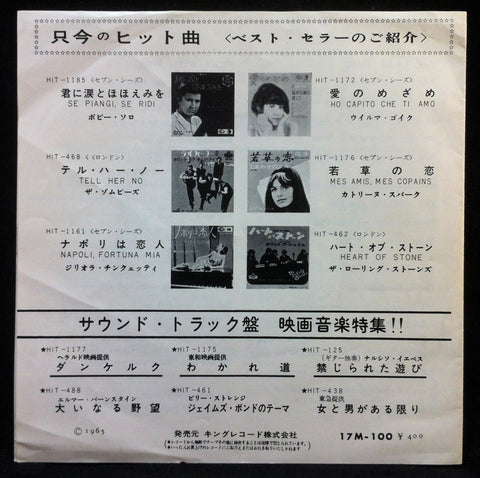 只今のヒット曲 〈ベスト・セラーのご紹介〉
HIT-1185〈セブン・シーズ〉
君に涙とほほえみを
SE PIANGI, SE RIDI
ボビー・ソロ
HIT-1172〈セブン・シーズ〉
愛のめざめ
HO CAPITO CHE TI AMO
ウイルマ・ゴイク
HIT-468〈〈ロンドン〉
テル・ハー・ノー
TELL HER NO
ザ・ゾムビーズ
HIT-1176〈セブン・シーズ〉
若草の恋
MES AMIS, MES COPAINS
カトリーヌ・スパーク
HIT-1161〈セブン・シーズ〉
ナポリは恋人
NAPOLI, FORTUNA MIA
ジリオラ・チンクェッティ
HIT-462〈ロンドン〉
ハート・オブ・ストーン
HEART OF STONE
ザ・ローリング・ストーンズ
若草の恋
ハート・ストーン
サウンド・トラック盤 映画音楽特集!!
★HIT-1177
ヘラルド映画提供
ダンケルク
★HIT-1175
東和映画提供
わかれ道
★HIT-125
〔ギター独奏〕ナルシソ・イエペス
禁じられた遊び
★HIT-488
エルマー・バーンスタイン
大いなる野望
★HIT-461
ビリー・ストレンジ
ジェイムズ・ボンドのテーマ
★HIT-438
東急提供
女と男がある限り
© 1965
発売元 キングレコード株式会社
17M-100 ¥400